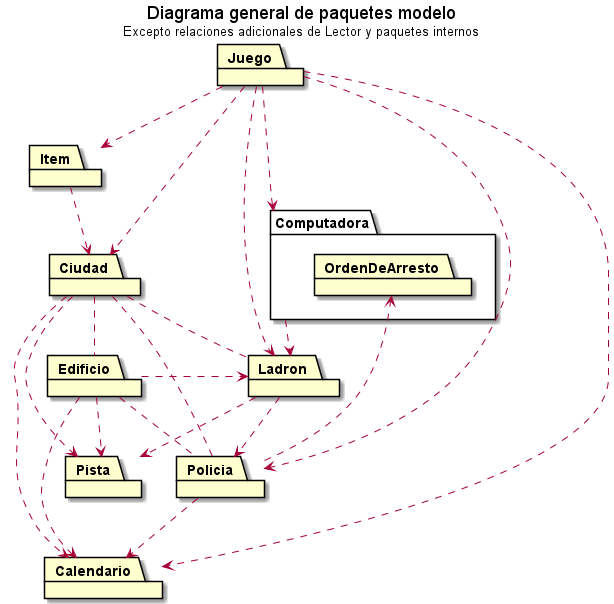 Diagrama general de paquetes modelo
Excepto relaciones adicionales de Lector y paquetes internos
Juego
Item
Computadora
Ciudad
OrdenDeArresto
Edificio
Ladron
Pista
Policia
Calendario